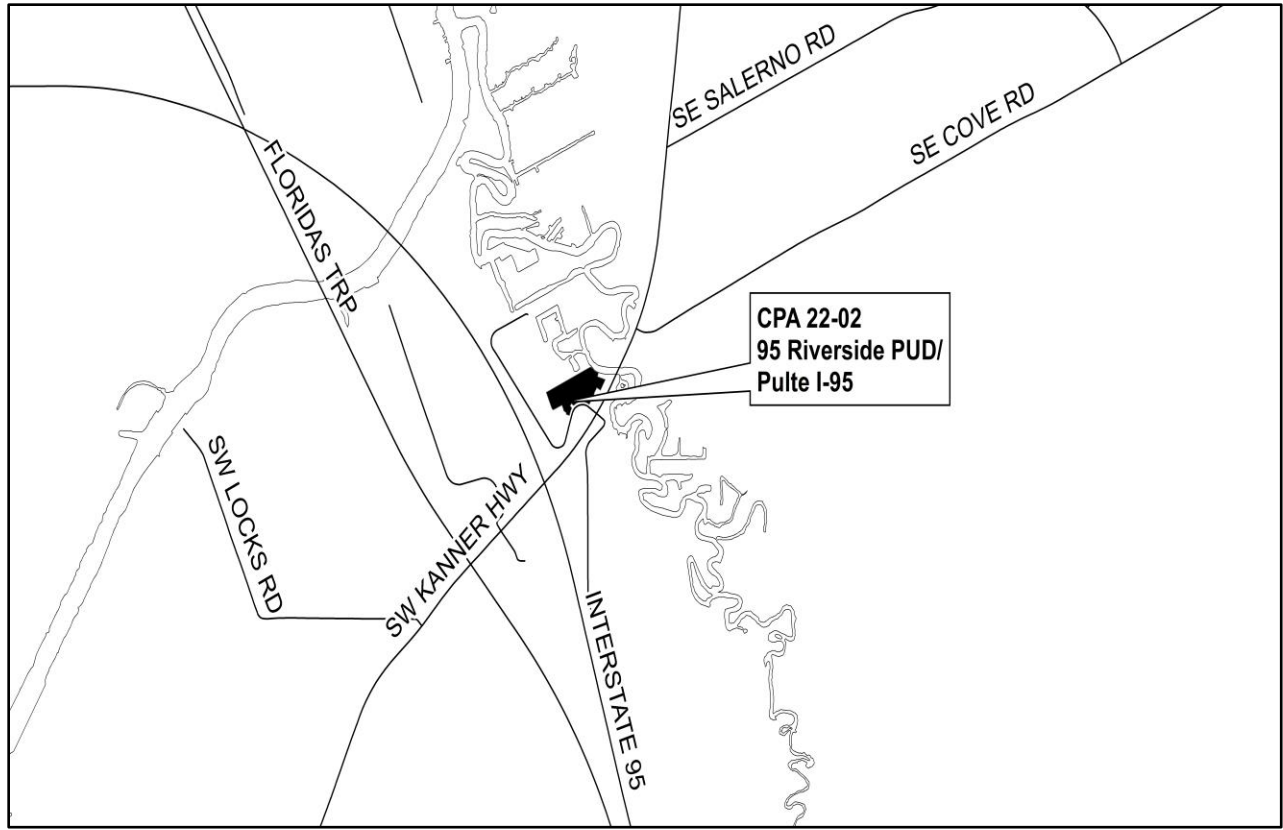 SE SALERNO RD
SE COVE RD
FLORIDAS TRP
CPA 22-02
95 Riverside PUD/
Pulte I-95
SW LOCKS RD
SW KANNER HWY
INTERSTATE 95